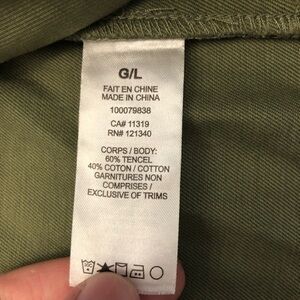 G/L
FAIT EN CHINE
MADE IN CHINA
100079838
CA# 11319
RN# 121340
CORPS / BODY:
60% TENCEL
40% COTON / COTTON
GARNITURES NON
COMPRISES /
EXCLUSIVE OF TRIMS